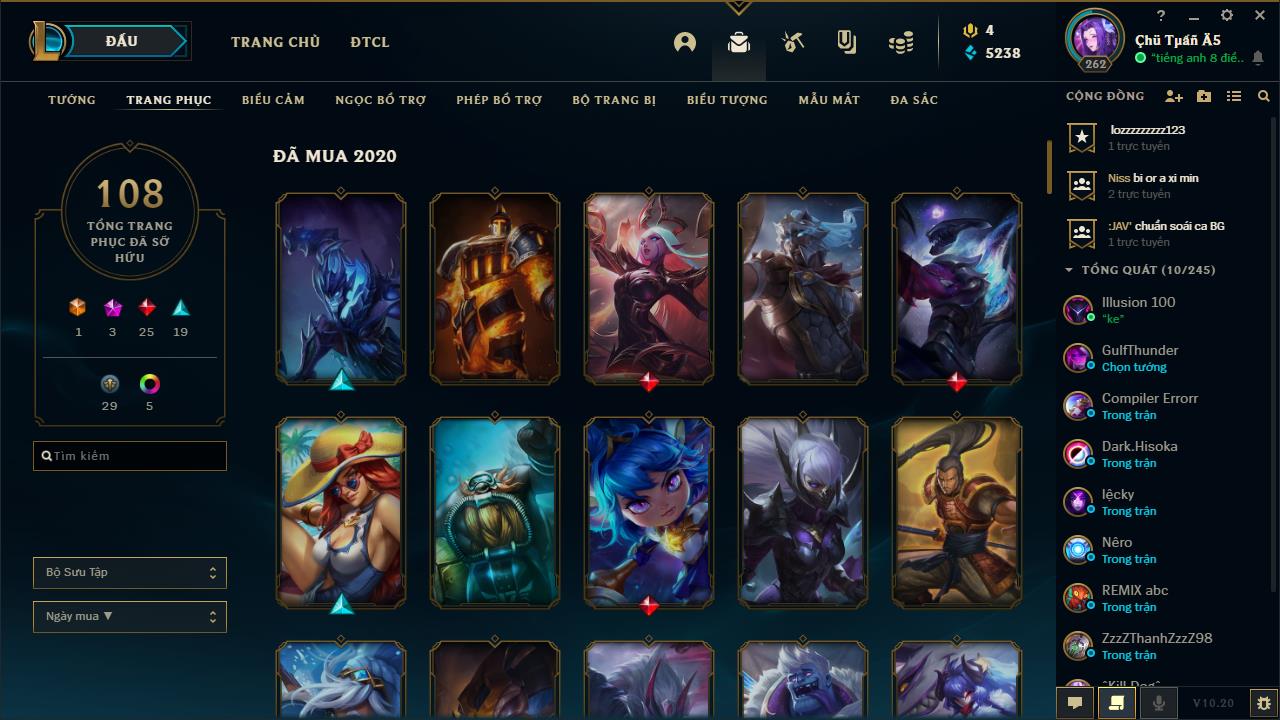 ĐẤU
TRANG CHỦ
ĐTCL
4
5238
?
262
Chü Tµấñ Ã5
"tiếng anh 8 điể..
TƯỚNG
TRANG PHỤC
BIỂU CẢM
NGỌC BỔ TRỢ
PHÉP BỔ TRỢ
BỘ TRANG BỊ
BIỂU TƯỢNG
MẪU MẮT
ĐA SẮC
CỘNG ĐỒNG
108
TỔNG TRANG
PHỤC ĐÃ SỞ
HỮU
1
3
25
19
29
5
Tìm kiếm
Bộ Sưu Tập
Ngày mua ▼
ĐÃ MUA 2020
lozzzzzzzzz123
1 trực tuyến
Niss bi or a xi min
2 trực tuyến
:JAV' chuẩn soái ca BG
1 trực tuyến
TỔNG QUÁT (10/245)
Illusion 100
"ke"
GulfThunder
Chọn tướng
Compiler Errorr
Trong trận
Dark.Hisoka
Trong trận
lệcky
Trong trận
Nêro
Trong trận
REMIX abc
Trong trận
ZzzZThanhZzzZ98
Trong trận
V10.20